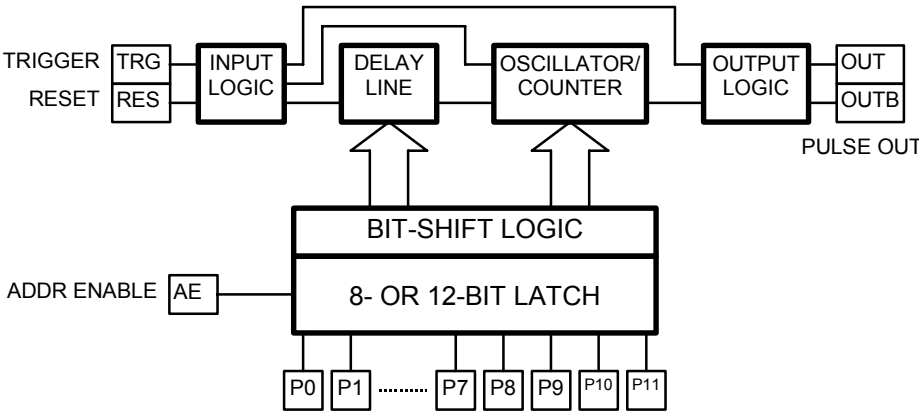 TRIGGER TRG INPUT LOGIC DELAY LINE OSCILLATOR/ COUNTER OUTPUT LOGIC OUT
RESET RES OUTB
PULSE OUT
BIT-SHIFT LOGIC
ADDR ENABLE AE 8- OR 12-BIT LATCH
P0 P1 ......... P7 P8 P9 P10 P11